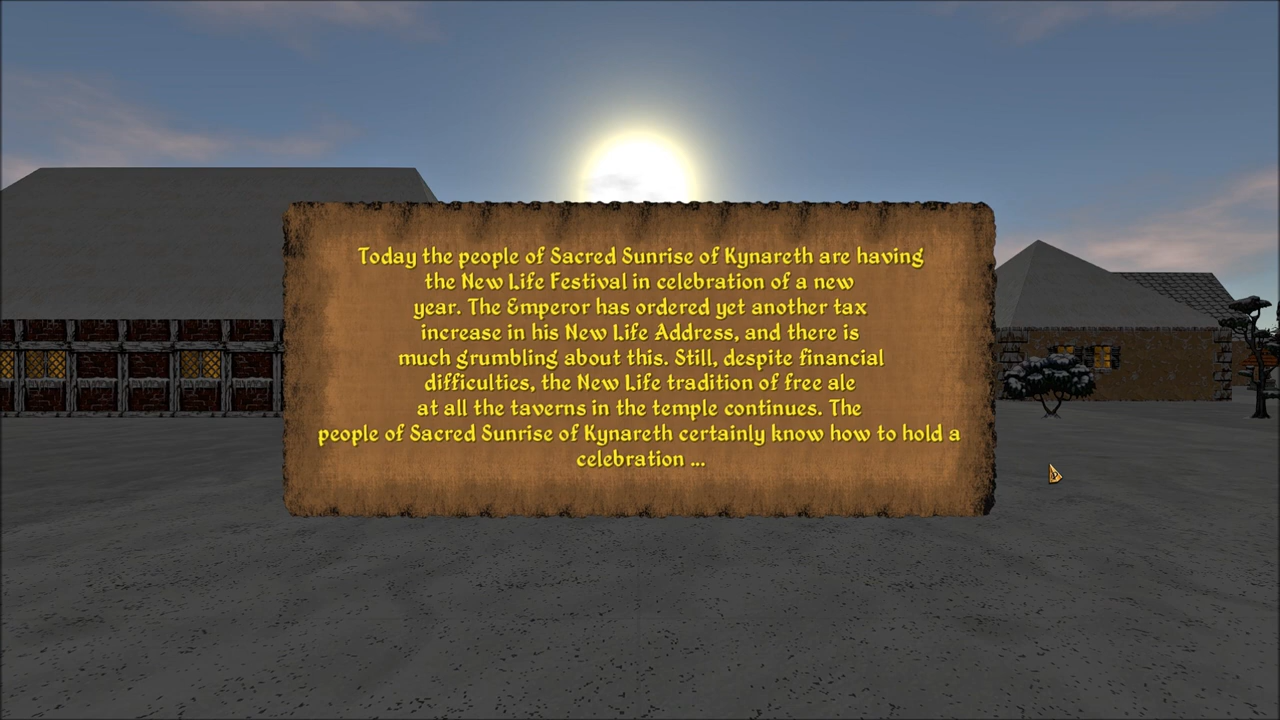 Today the people of Sacred Sunrise of Kynareth are having
the New Life Festival in celebration of a new
year. The Emperor has ordered yet another tax
increase in his New Life Address, and there is
much grumbling about this. Still, despite financial
difficulties, the New Life tradition of free ale
at all the taverns in the temple continues. The
people of Sacred Sunrise of Kynareth certainly know how to hold a
celebration ...